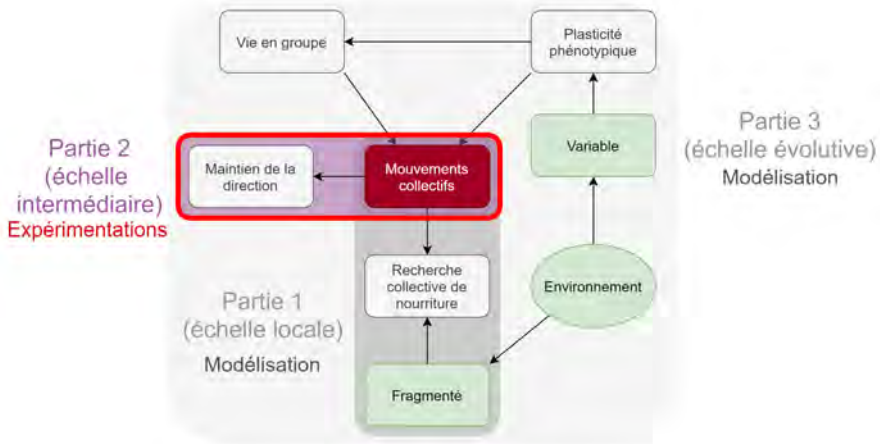 Vie en groupe
Plasticité
phénotypique
Partie 2
(échelle
intermédiaire)
Expérimentations
Maintien de la
direction
Mouvements
collectifs
Variable
Partie 3
(échelle évolutive)
Modélisation
Partie 1
(échelle locale)
Modélisation
Recherche
collective de
nourriture
Environnement
Fragmenté